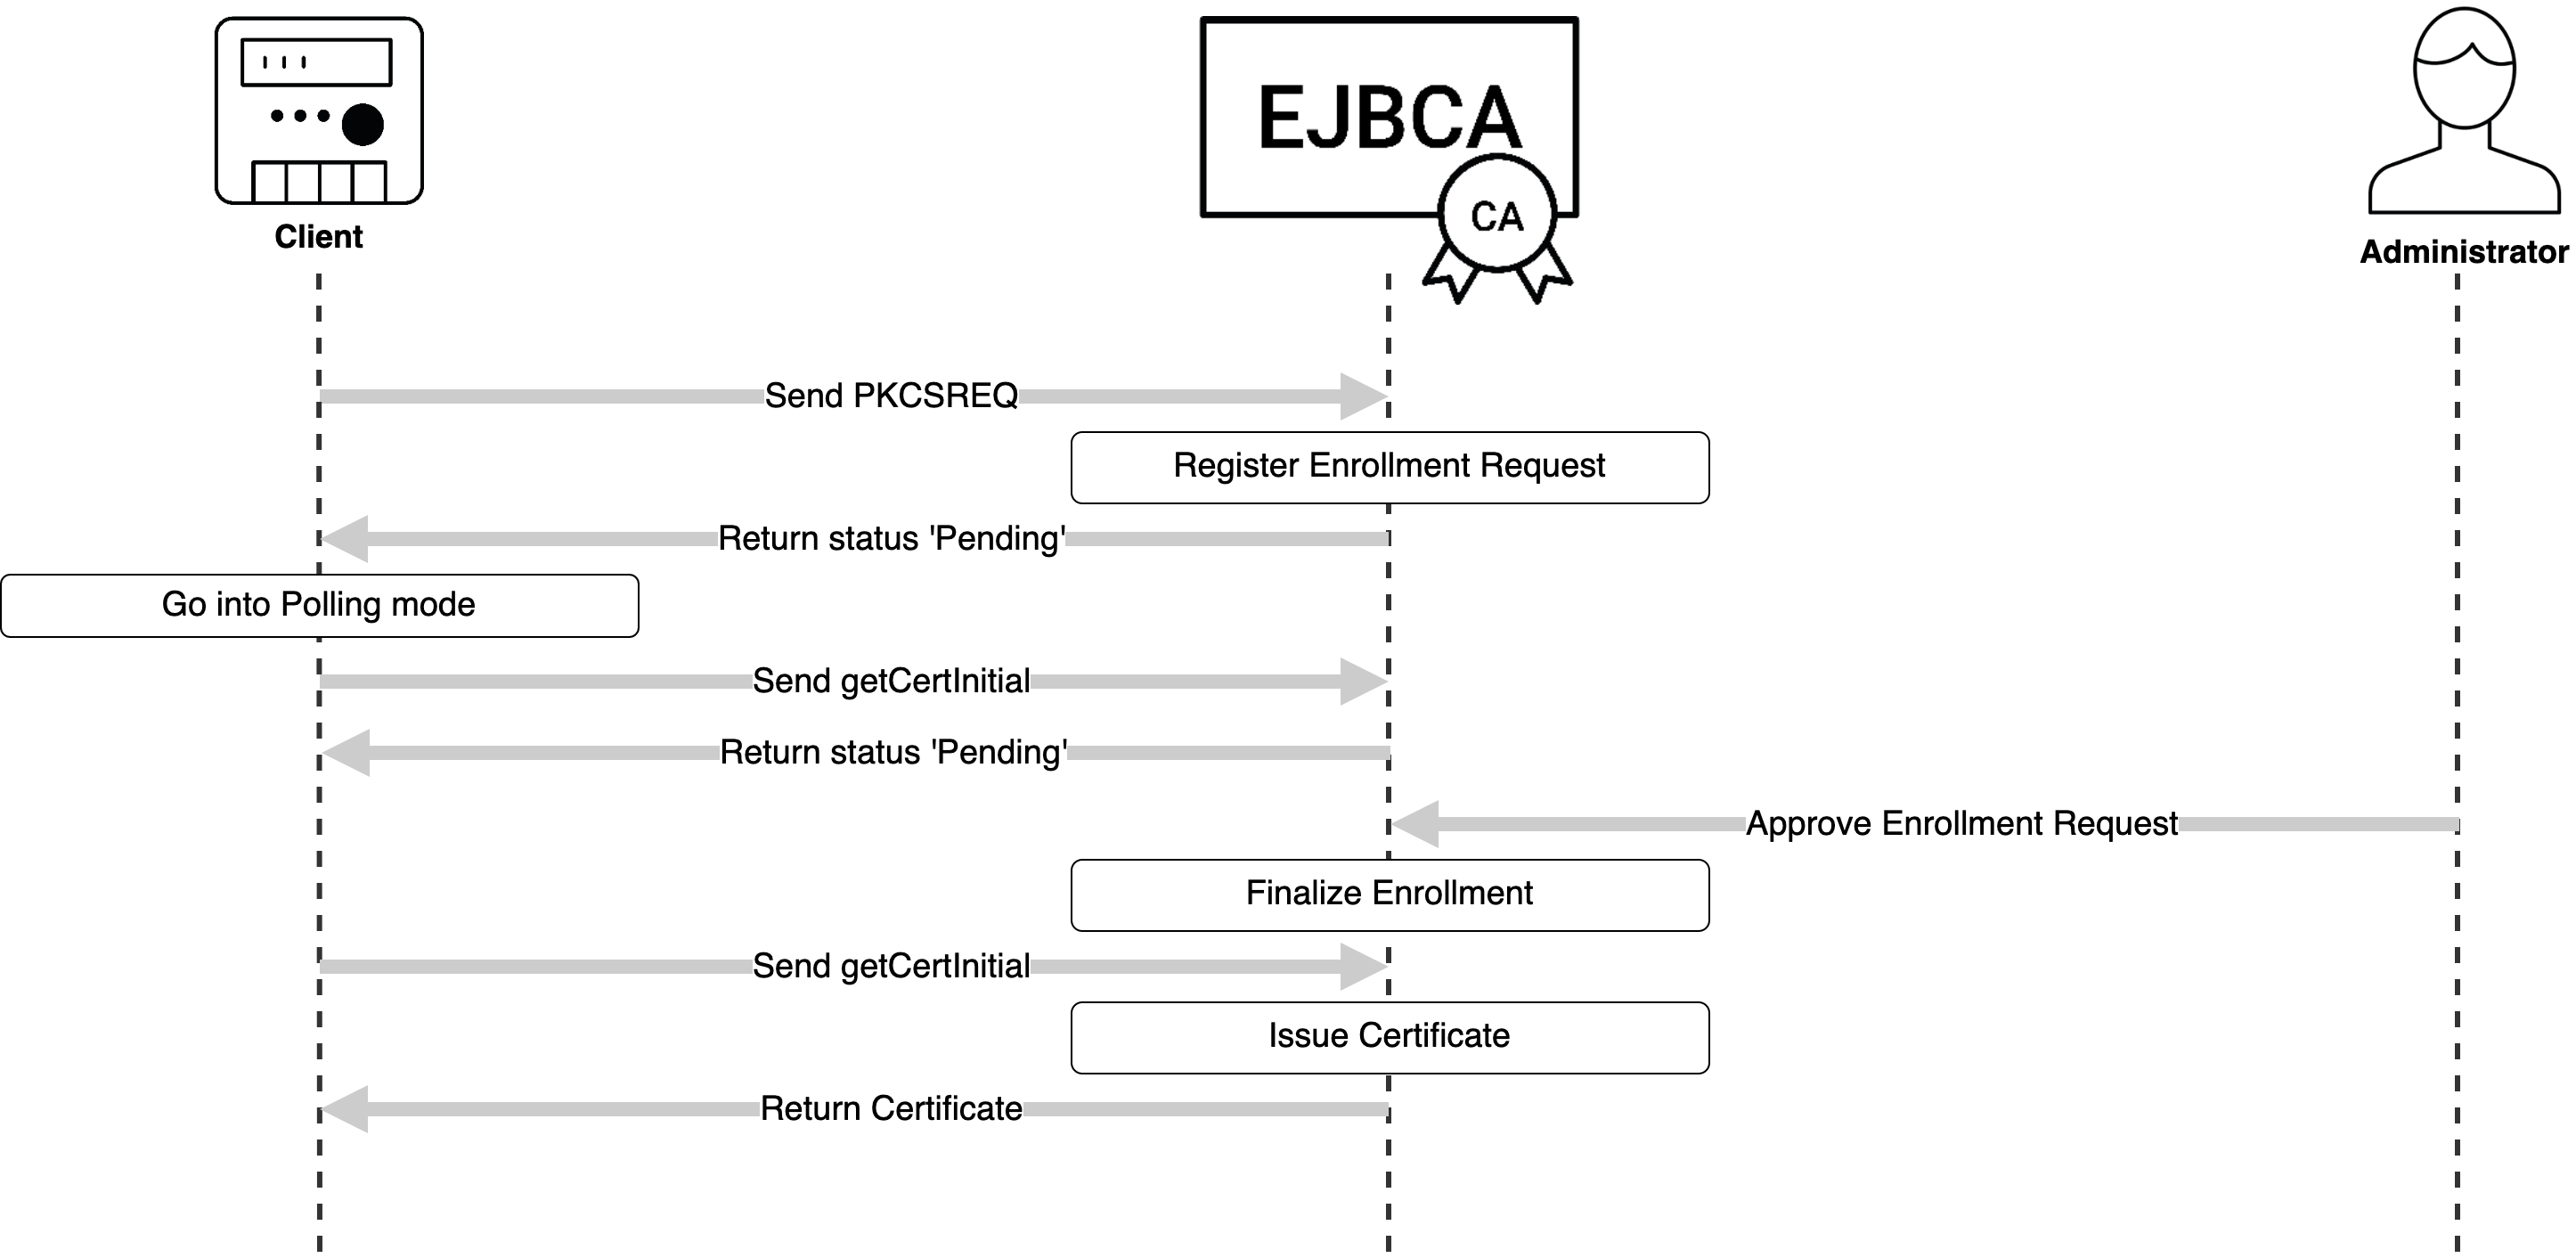 EJBCA
CA
Client
Administrator
Send PKCSREQ
Register Enrollment Request
Return status 'Pending'
Go into Polling mode
Send getCertInitial
Return status 'Pending'
Approve Enrollment Request
Finalize Enrollment
Send getCertInitial
Issue Certificate
Return Certificate